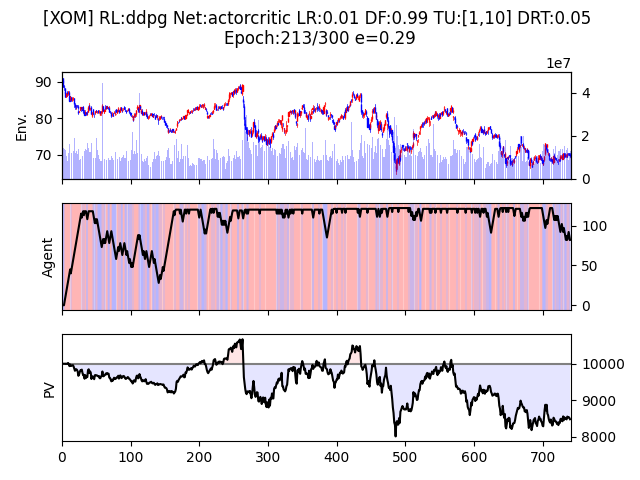 [XOM] RL:ddpg Net:actorcritic LR:0.01 DF:0.99 TU:[1,10] DRT:0.05
Epoch:213/300 e=0.29
1e7
90
80
70
Env.
4
2
0
Agent
100
50
0
PV
10000
9000
8000
0 100 200 300 400 500 600 700